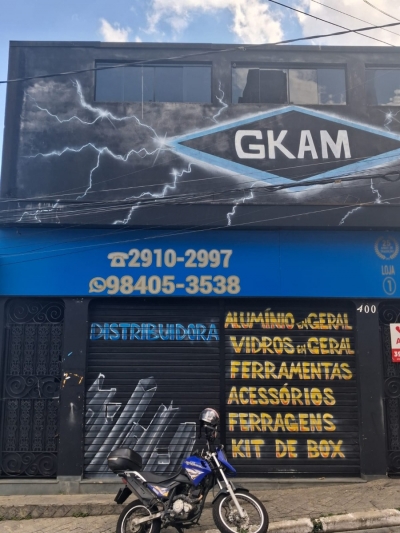 GKAM
2910-2997
98405-3538
LOJA
1
400
DISTRIBUIDORA
ALUMÍNIO EM GERAL
VIDROS EM GERAL
FERRAMENTAS
ACESSÓRIOS
FERRAGENS
KIT DE BOX